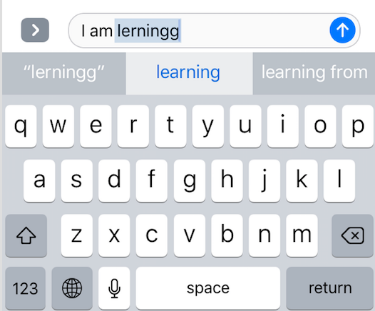 I am lerningg
“lerningg” learning learning from
q w e r t y u i o p
a s d f g h j k l
z x c v b n m
123 space return